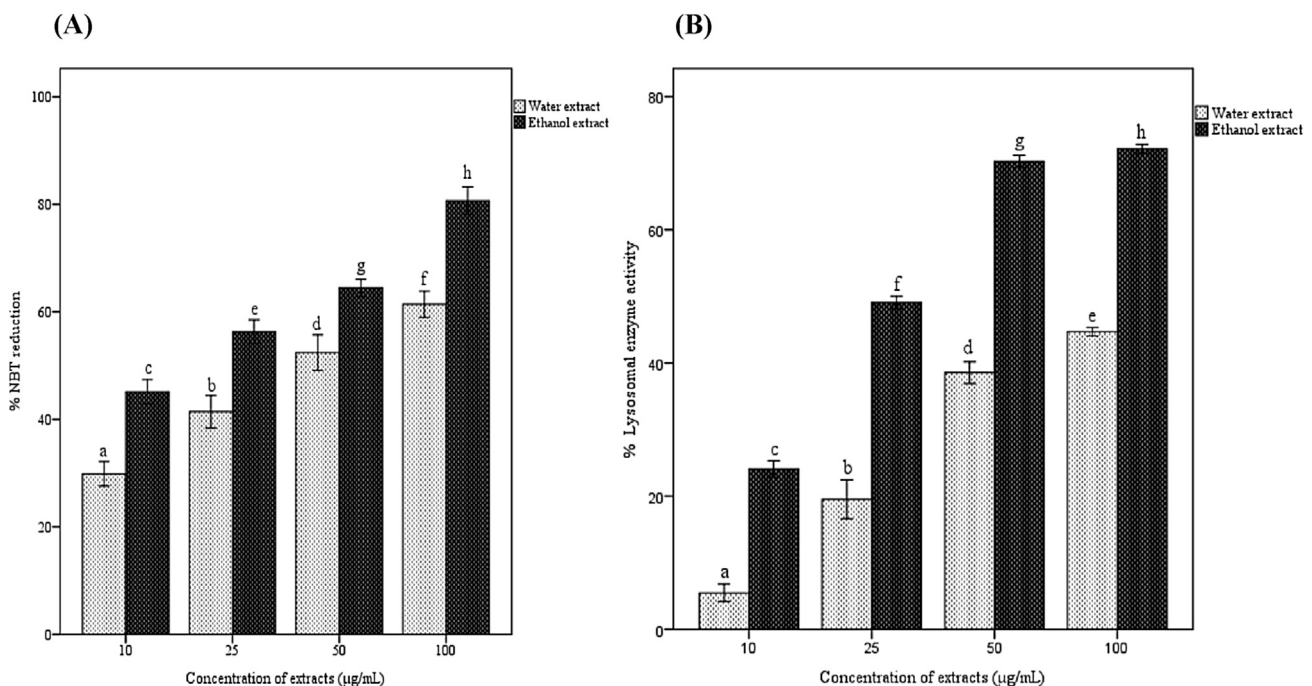 (A)
% NBT reduction
100
80
60
40
20
0
a
c
b
e
d
g
f
h
10
25
50
100
Concentration of extracts (µg/mL)
Water extract
Ethanol extract
(B)
% Lysosomal enzyme activity
80
60
40
20
0
a
c
b
f
d
g
e
h
10
25
50
100
Concentration of extracts (µg/mL)
Water extract
Ethanol extract